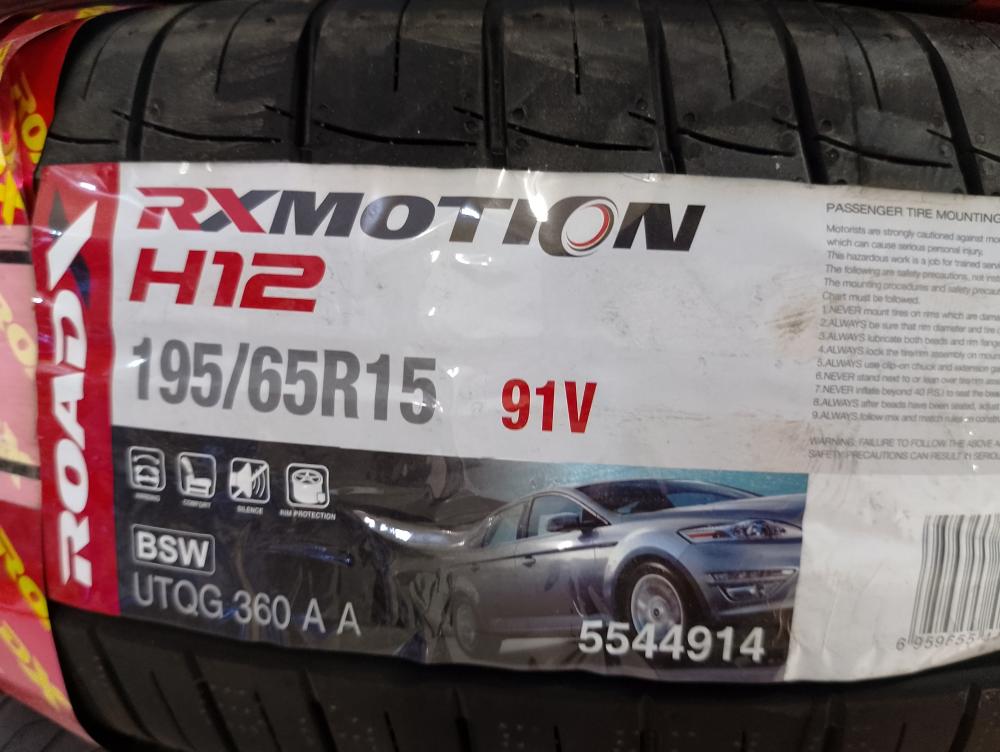 ROADX
RXMOTION
H12
195/65R15 91V
BSW
UTQG 360 A A
COMFORT
SILENCE
RIM PROTECTION
5544914
PASSENGER TIRE MOUNTING
Motorists are strongly cautioned against
which can cause serious personal injury.
This hazardous work is a job for trained
The following are safety precautions, not
The mounting procedures and safety
Chart must be followed.
1.NEVER mount tires on rims which are
2.ALWAYS be sure that rim diameter and tire
3.ALWAYS lubricate both beads and rim
4.ALWAYS lock the tire/rim assembly on
5.ALWAYS use clip-on chuck and extension
6.NEVER stand next to or lean over
7.NEVER inflate beyond 40 P.S.I to seat the
8.ALWAYS after beads have been seated,
9.ALWAYS follow mix and match rules on
WARNING: FAILURE TO FOLLOW THE ABOVE
SAFETY PRECAUTIONS CAN RESULT IN
6 959655